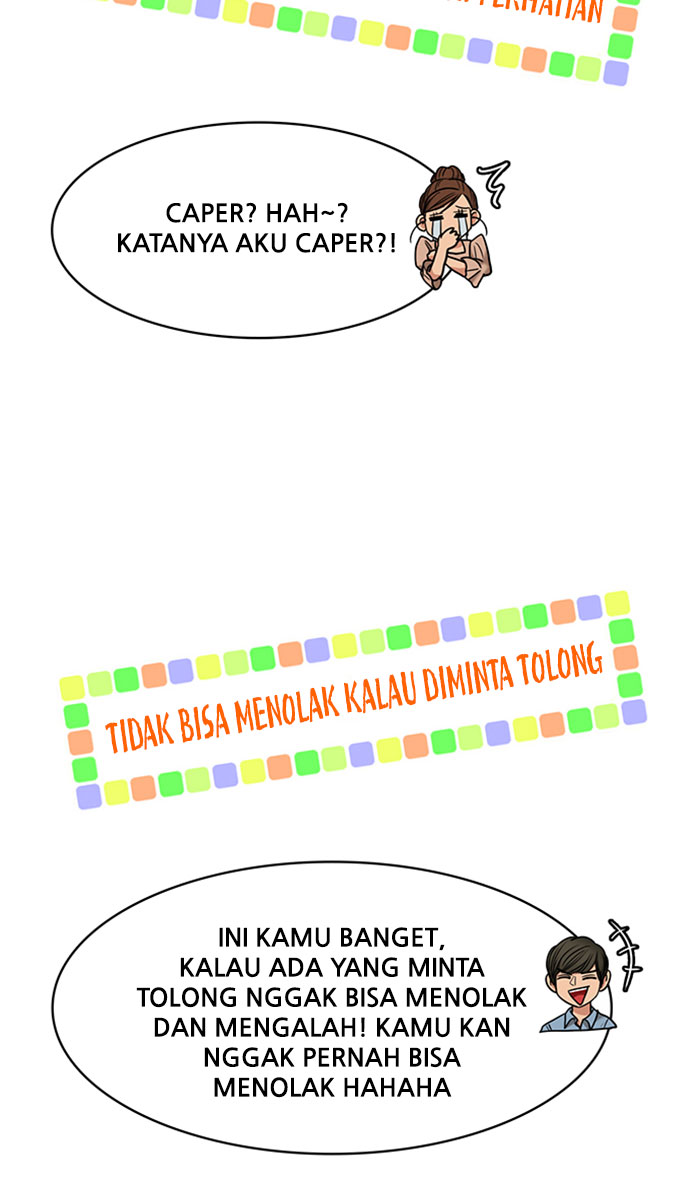 PERHATIAN
CAPER? HAH~?
KATANYA AKU CAPER?!
TIDAK BISA MENOLAK KALAU DIMINTA TOLONG
INI KAMU BANGET,
KALAU ADA YANG MINTA
TOLONG NGGAK BISA MENOLAK
DAN MENGALAH! KAMU KAN
NGGAK PERNAH BISA
MENOLAK HAHAHA